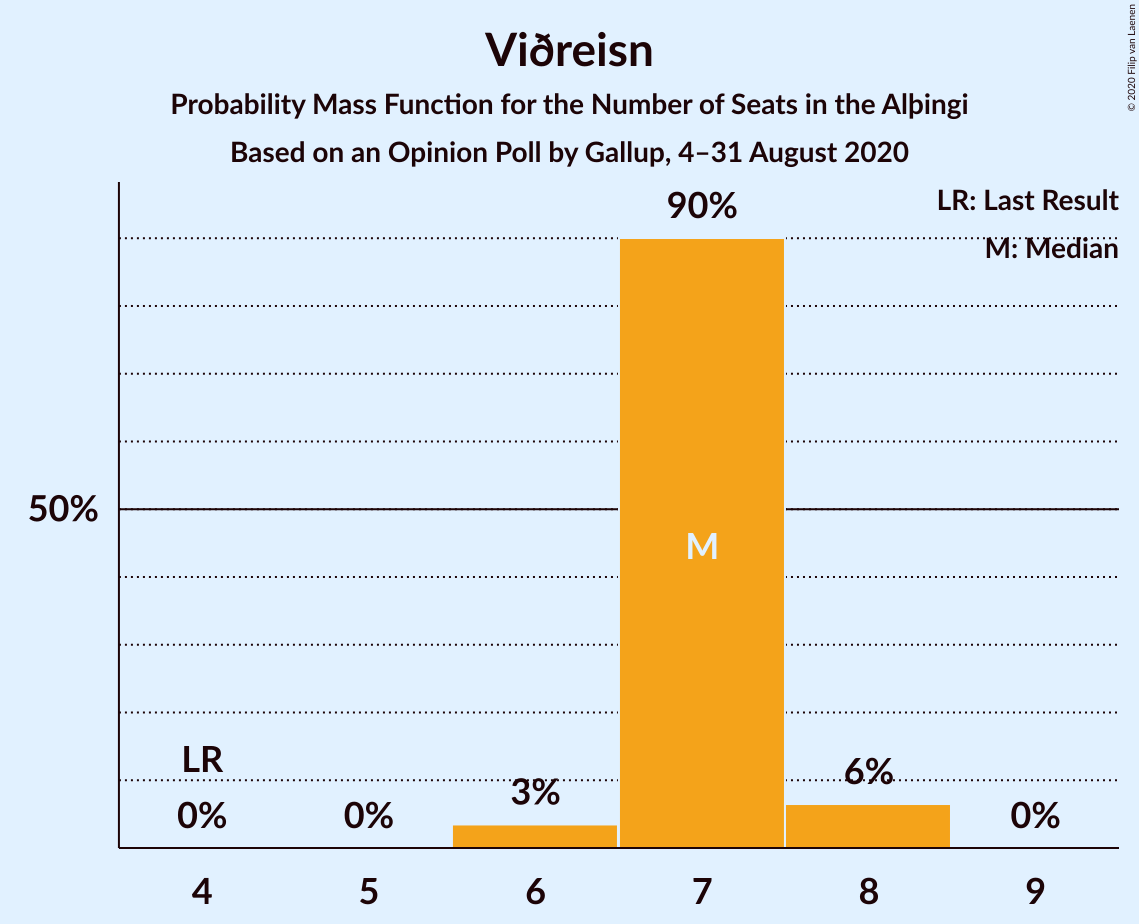 Viðreisn
Probability Mass Function for the Number of Seats in the Alþingi
Based on an Opinion Poll by Gallup, 4–31 August 2020
© 2020 Filip van Laenen
LR: Last Result
M: Median
90%
50%
M
LR
0%
0%
3%
6%
0%
4
5
6
7
8
9